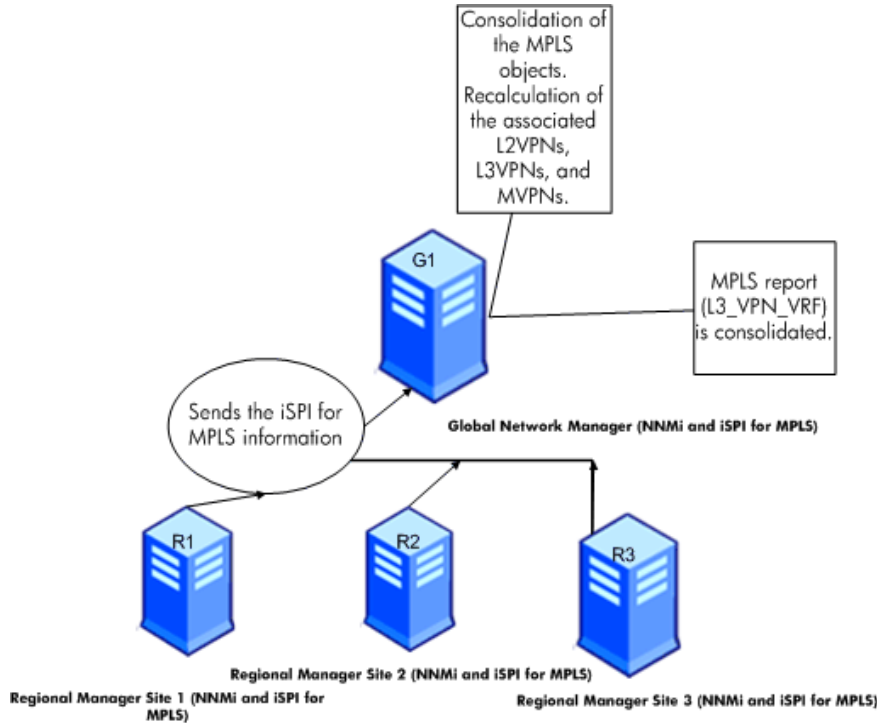 Consolidation
of the MPLS
objects.
Recalculation of
the associated
L2VPNs,
L3VPNs, and
MVPNs.
G1
MPLS report
(L3_VPN_VRF)
is consolidated.
Sends the iSPI for
MPLS information
Global Network Manager (NNMi and iSPI for MPLS)
R1
R2
R3
Regional Manager Site 2 (NNMi and iSPI for MPLS)
Regional Manager Site 1 (NNMi and iSPI for
MPLS)
Regional Manager Site 3 (NNMi and iSPI for MPLS)